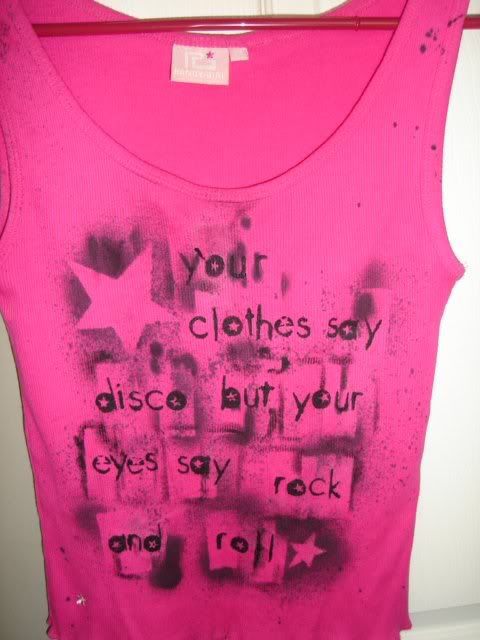 your
clothes say
disco but your
eyes say rock
and roll